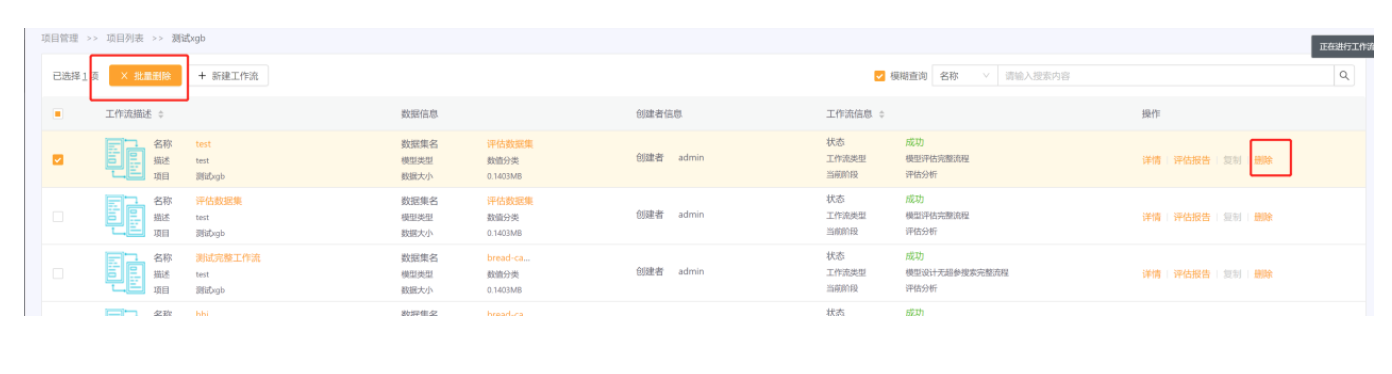 项目管理 >> 项目列表 >> 测试xgb
正在进行工作流
已选择 1 项 × 批量删除 + 新建工作流 模糊查询 名称 请输入搜索内容
工作流描述 数据信息 创建者信息 工作流信息 操作
名称 test 数据集名 评估数据集 状态 成功
描述 test 模型类型 数值分类 创建者 admin 工作流类型 模型评估完整流程 详情 评估报告 复制 删除
项目 测试xgb 数据大小 0.1403MB 当前阶段 评估分析
名称 评估数据集 数据集名 评估数据集 状态 成功
描述 test 模型类型 数值分类 创建者 admin 工作流类型 模型评估完整流程 详情 评估报告 复制 删除
项目 测试xgb 数据大小 0.1403MB 当前阶段 评估分析
名称 测试完整工作流 数据集名 bread-ca... 状态 成功
描述 test 模型类型 数值分类 创建者 admin 工作流类型 模型设计无超参搜索完整流程 详情 评估报告 复制 删除
项目 测试xgb 数据大小 0.1403MB 当前阶段 评估分析
名称 数据集名 bread-ca 状态 成功